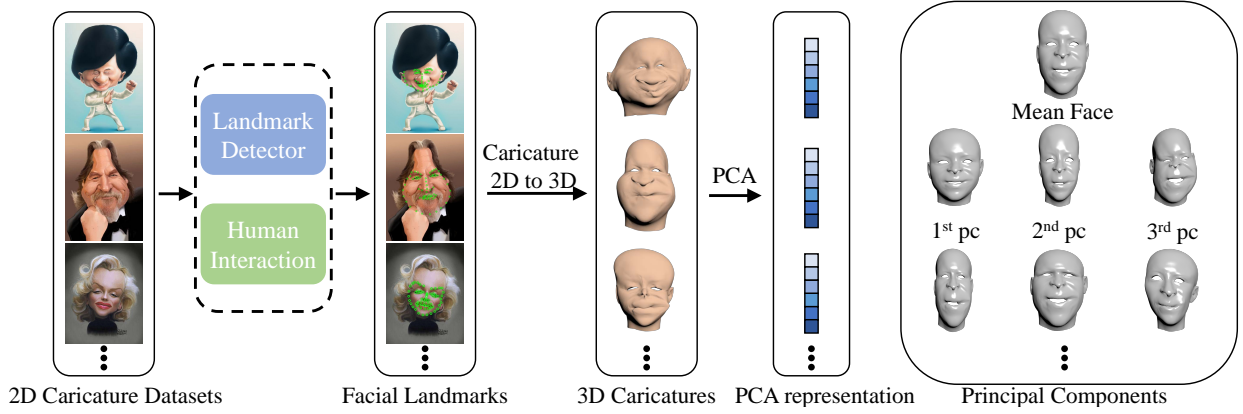 Landmark
Detector
Human
Interaction
Caricature
2D to 3D
PCA
Mean Face
1st pc
2nd pc
3rd pc
2D Caricature Datasets
Facial Landmarks
3D Caricatures
PCA representation
Principal Components